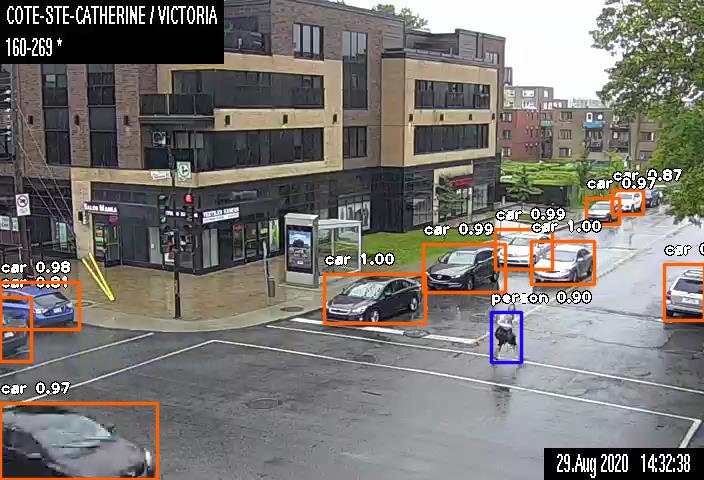 COTE-STE-CATHERINE / VICTORIA
160-269 *
car 0.87
car 0.97
car 0.99
car 1.00
car 0.99
car 1.00
car 0.98
car 0.81
person 0.90
car 0.97
29.Aug 2020 14:32:38